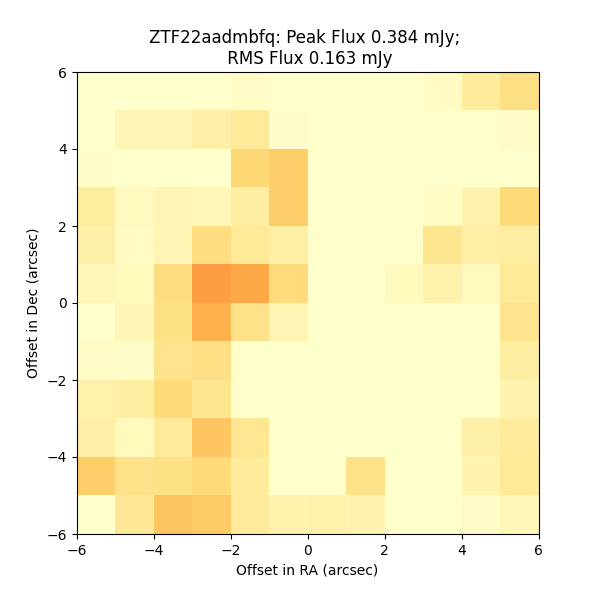 ZTF22aadmbfq: Peak Flux 0.384 mJy;
RMS Flux 0.163 mJy
6
4
2
0
−2
−4
−6
Offset in Dec (arcsec)
−6 −4 −2 0 2 4 6
Offset in RA (arcsec)